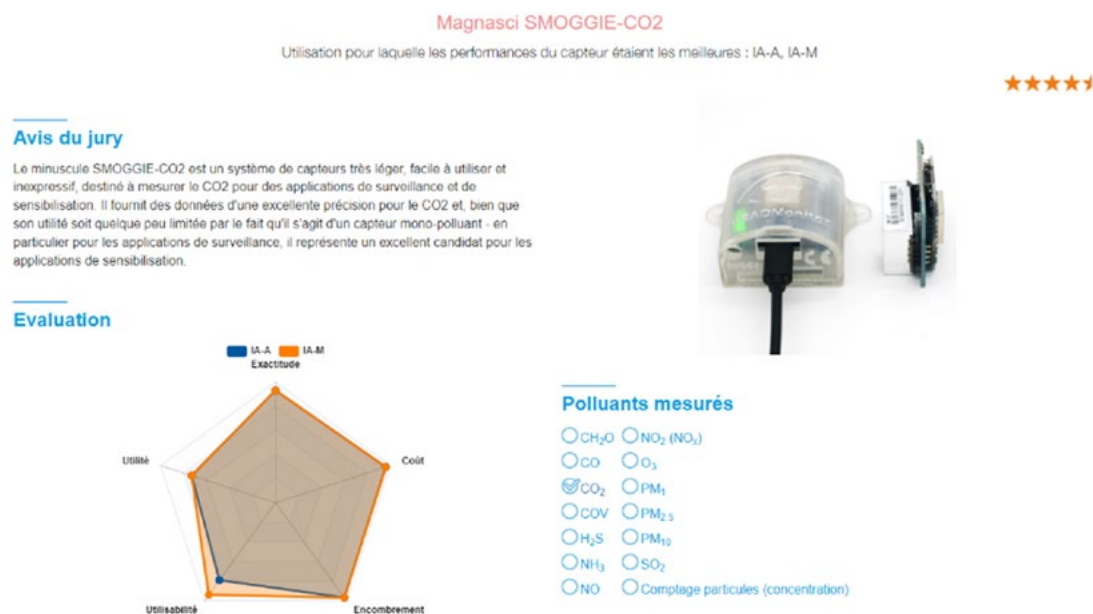 Magnasci SMOGGIE-CO2
Utilisation pour laquelle les performances du capteur étaient les meilleures : IA-A, IA-M
Avis du jury
Le minuscule SMOGGIE-CO2 est un système de capteurs très léger, facile à utiliser et
inexpressif, destiné à mesurer le CO2 pour des applications de surveillance et de
sensibilisation. Il fournit des données d'une excellente précision pour le CO2 et, bien que
son utilité soit quelque peu limitée par le fait qu'il s'agit d'un capteur mono-polluant - en
particulier pour les applications de surveillance, il représente un excellent candidat pour les
applications de sensibilisation.
Evaluation
IA-A IA-M
Exactitude
Utilité
Coût
Utilisabilité
Encombrement
Polluants mesurés
CH₂O NO₂ (NOₓ)
CO O₃
CO₂ PM₁
COV PM₂.₅
H₂S PM₁₀
NH₃ SO₂
NO Comptage particules (concentration)